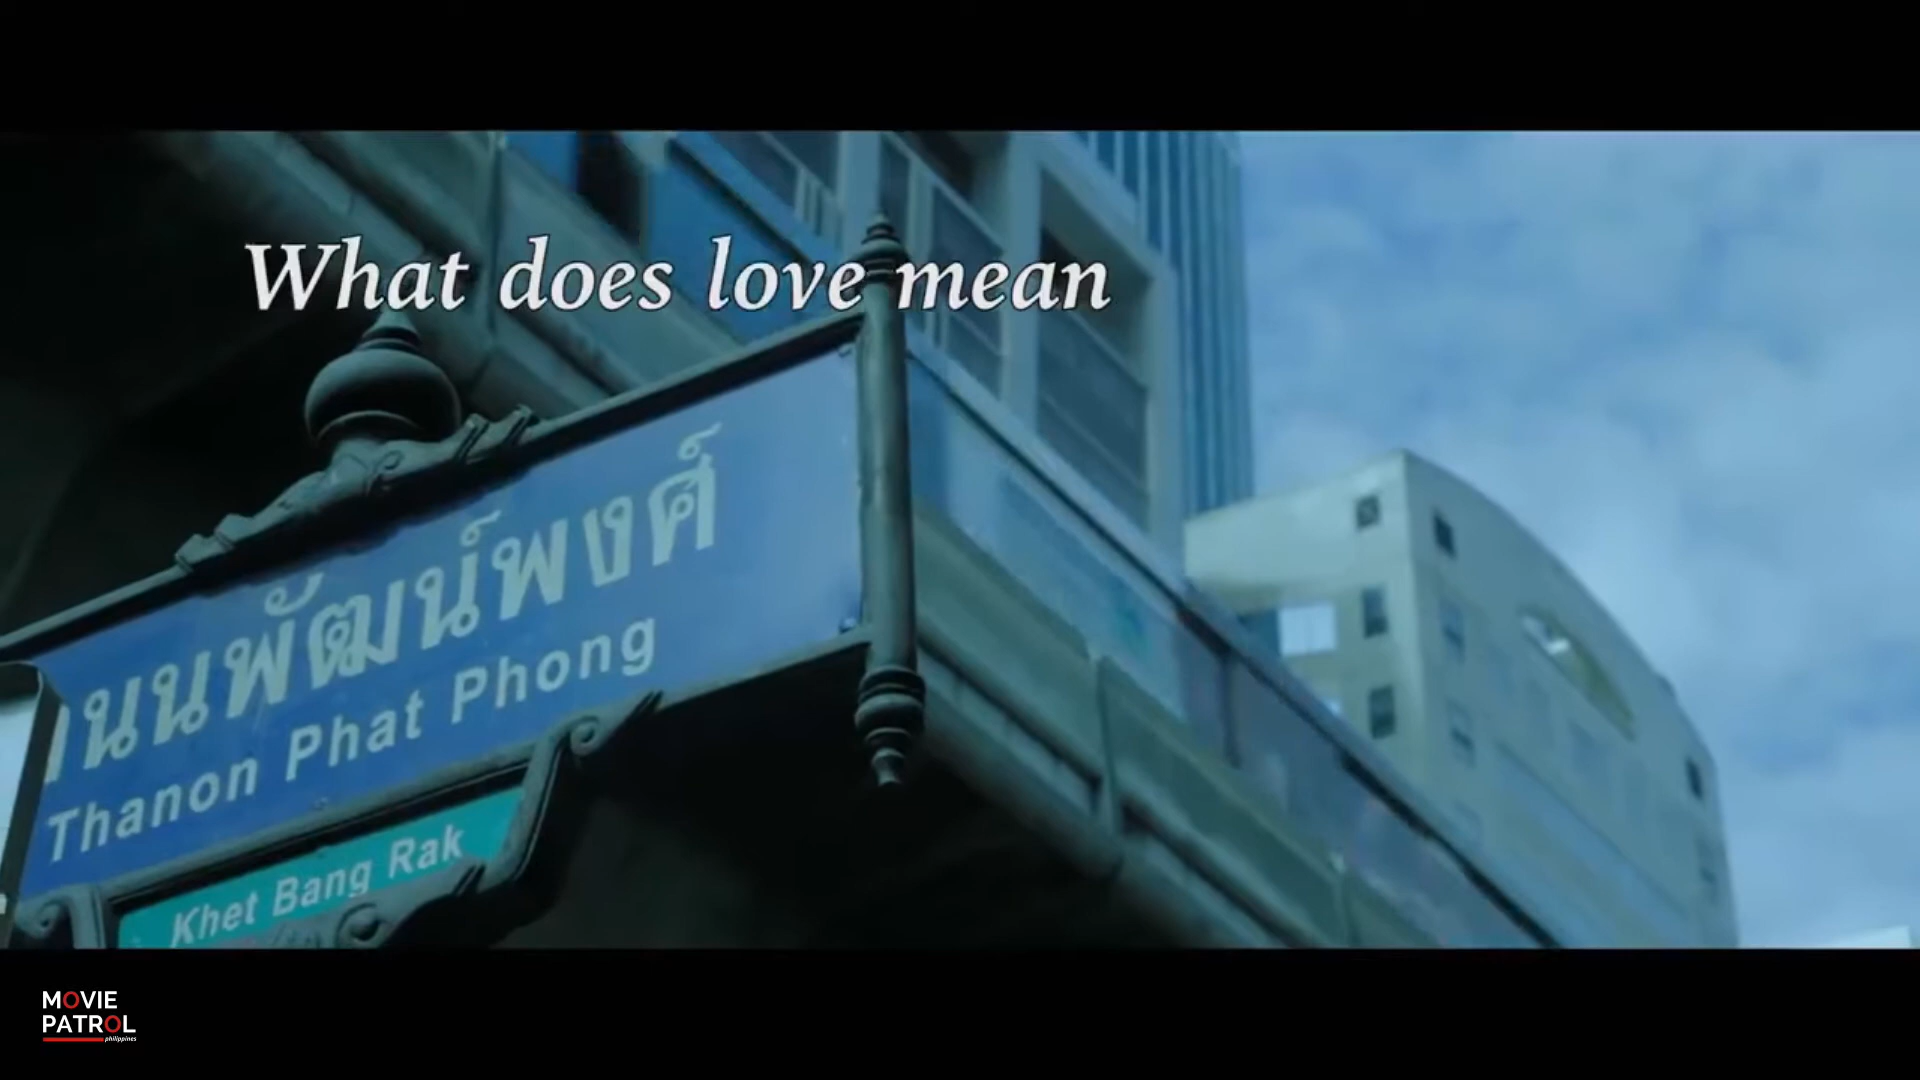 What does love mean
ถนนพัฒน์พงศ์
Thanon Phat Phong
Khet Bang Rak
MOVIE
PATROL
philippines